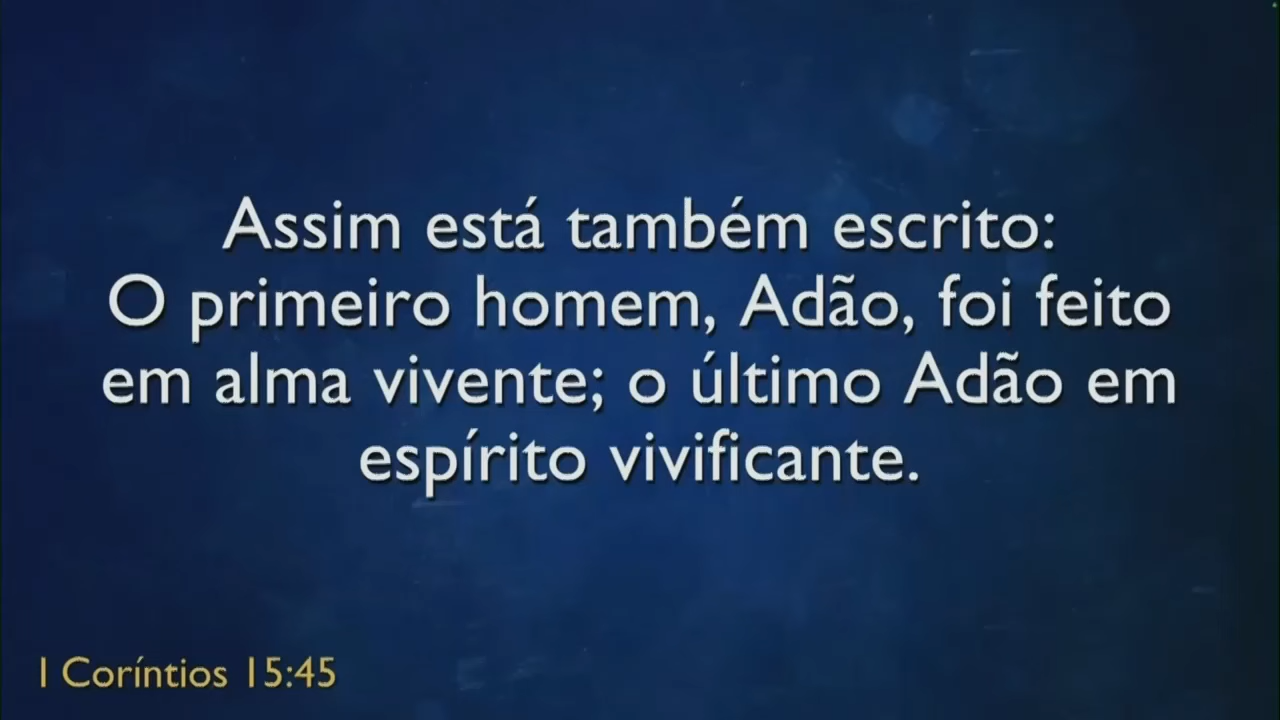 Assim está também escrito:
O primeiro homem, Adão, foi feito
em alma vivente; o último Adão em
espírito vivificante.
I Coríntios 15:45